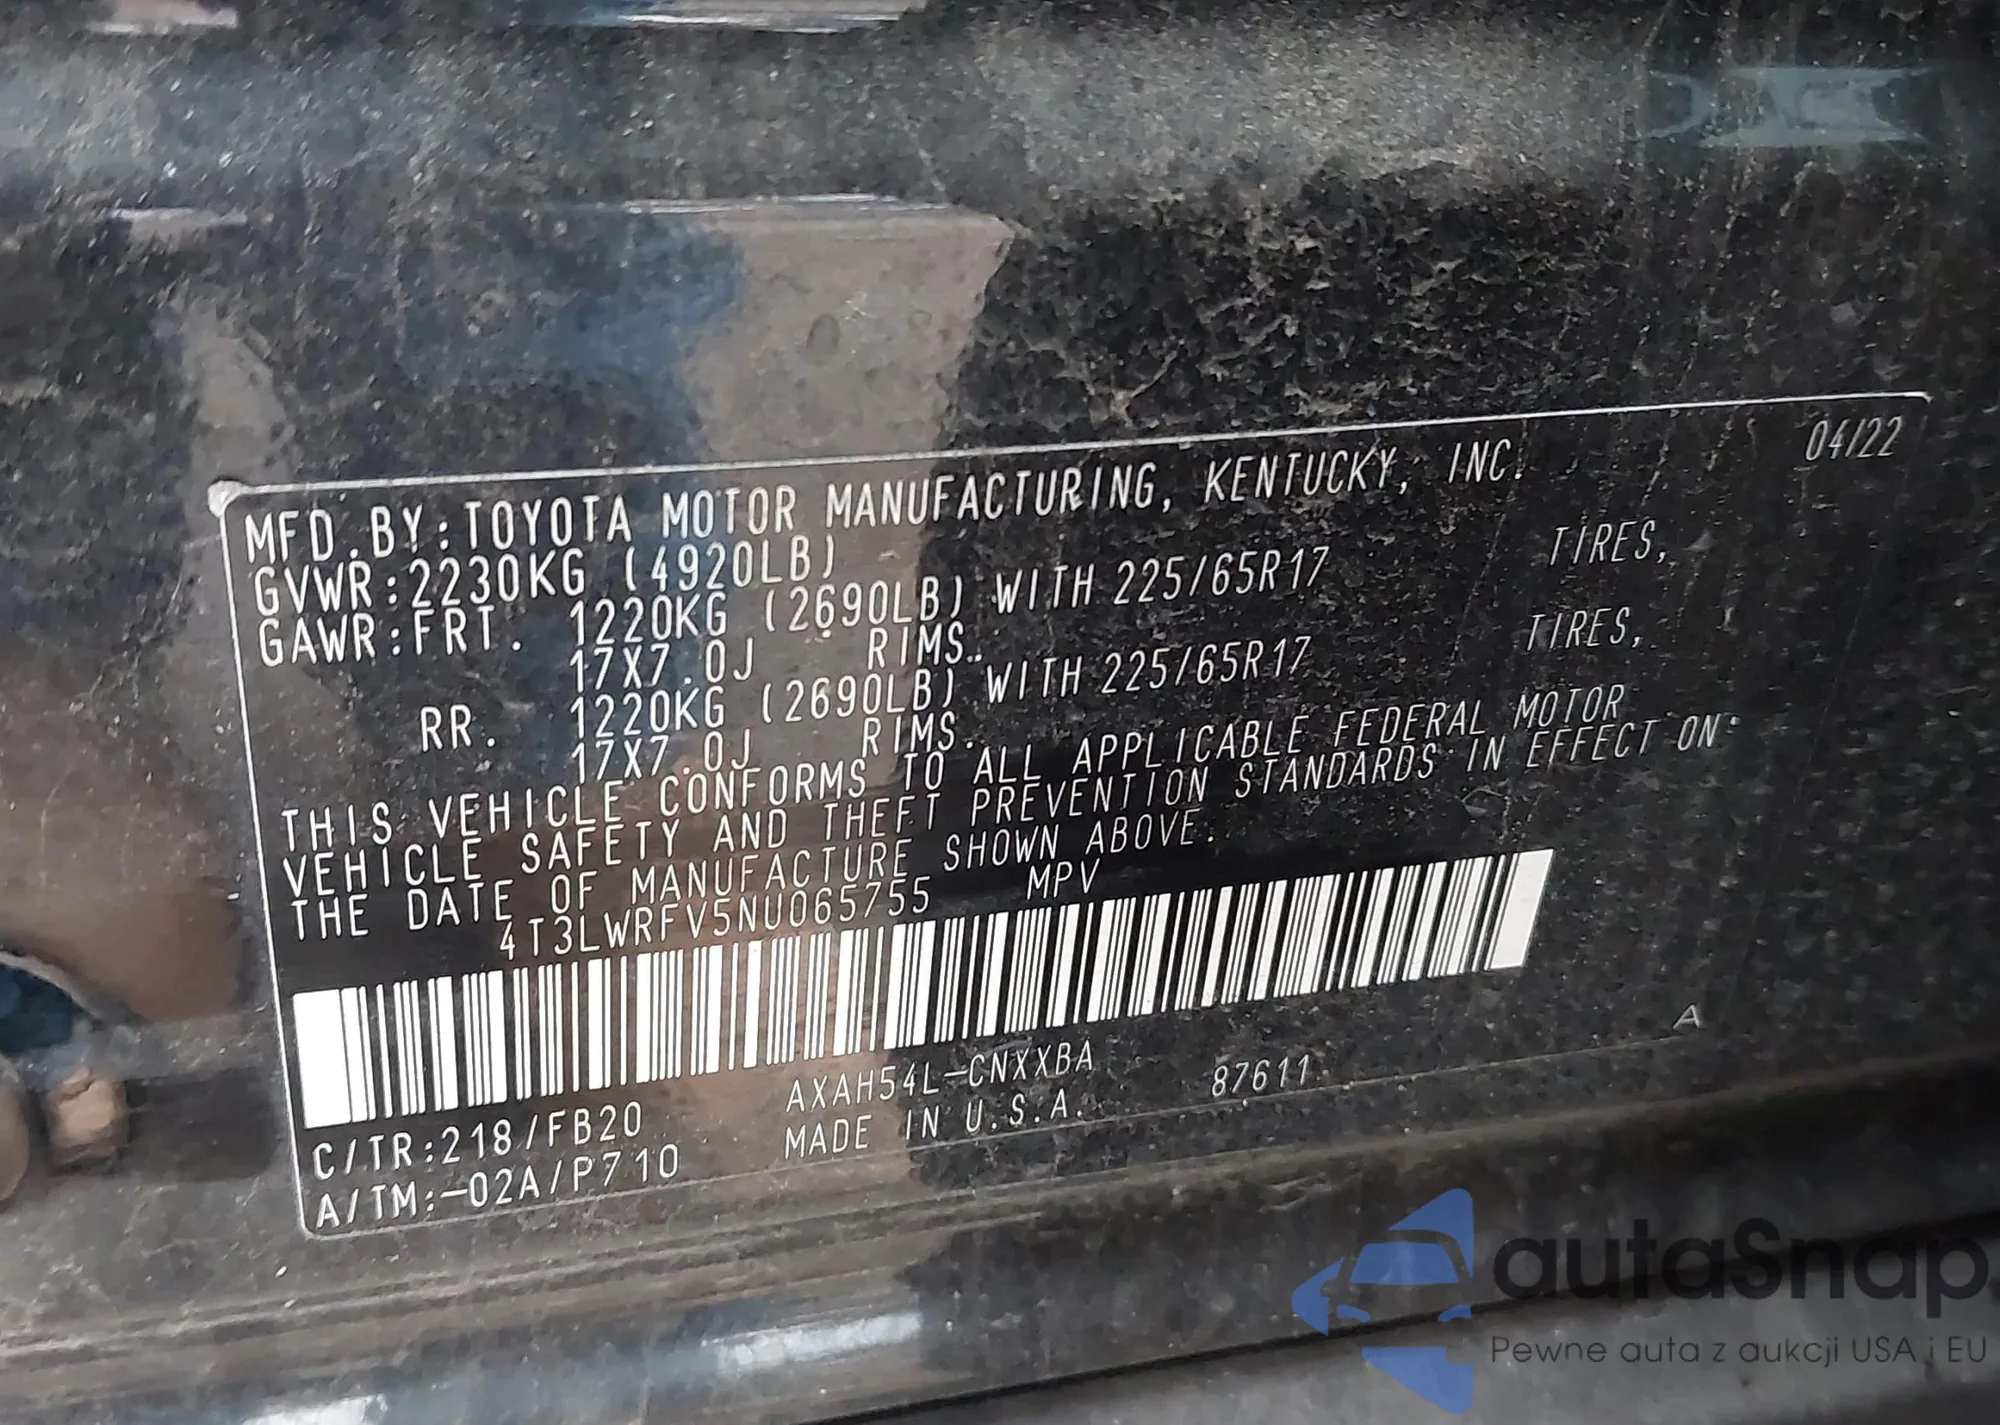 04/22
MFD.BY:TOYOTA MOTOR MANUFACTURING, KENTUCKY, INC.
GVWR:2230KG (4920LB)
GAWR:FRT. 1220KG (2690LB) WITH 225/65R17 TIRES,
17X7.0J RIMS.
RR. 1220KG (2690LB) WITH 225/65R17 TIRES,
17X7.0J RIMS.
THIS VEHICLE CONFORMS TO ALL APPLICABLE FEDERAL MOTOR
VEHICLE SAFETY AND THEFT PREVENTION STANDARDS IN EFFECT ON
THE DATE OF MANUFACTURE SHOWN ABOVE.
4T3LWRFV5NU065755 MPV
A
C/TR:218/FB20 AXAH54L-CNXXBA 87611
A/TM:-02A/P710 MADE IN U.S.A.
autaSnap
Pewne auta z aukcji USA i EU